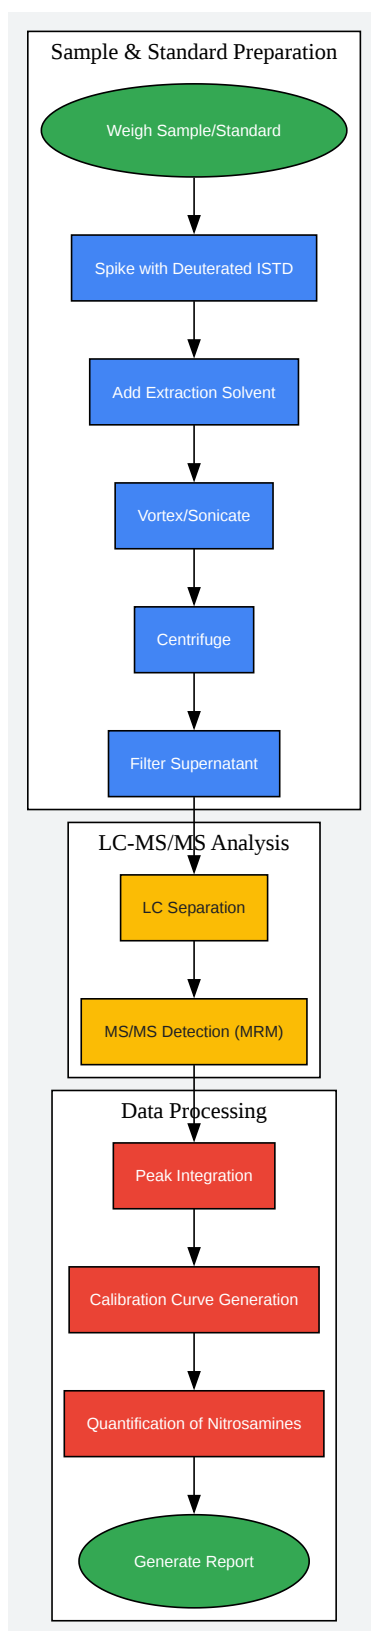 Sample & Standard Preparation
Weigh Sample/Standard
Spike with Deuterated ISTD
Add Extraction Solvent
Vortex/Sonicate
Centrifuge
Filter Supernatant
LC-MS/MS Analysis
LC Separation
MS/MS Detection (MRM)
Data Processing
Peak Integration
Calibration Curve Generation
Quantification of Nitrosamines
Generate Report